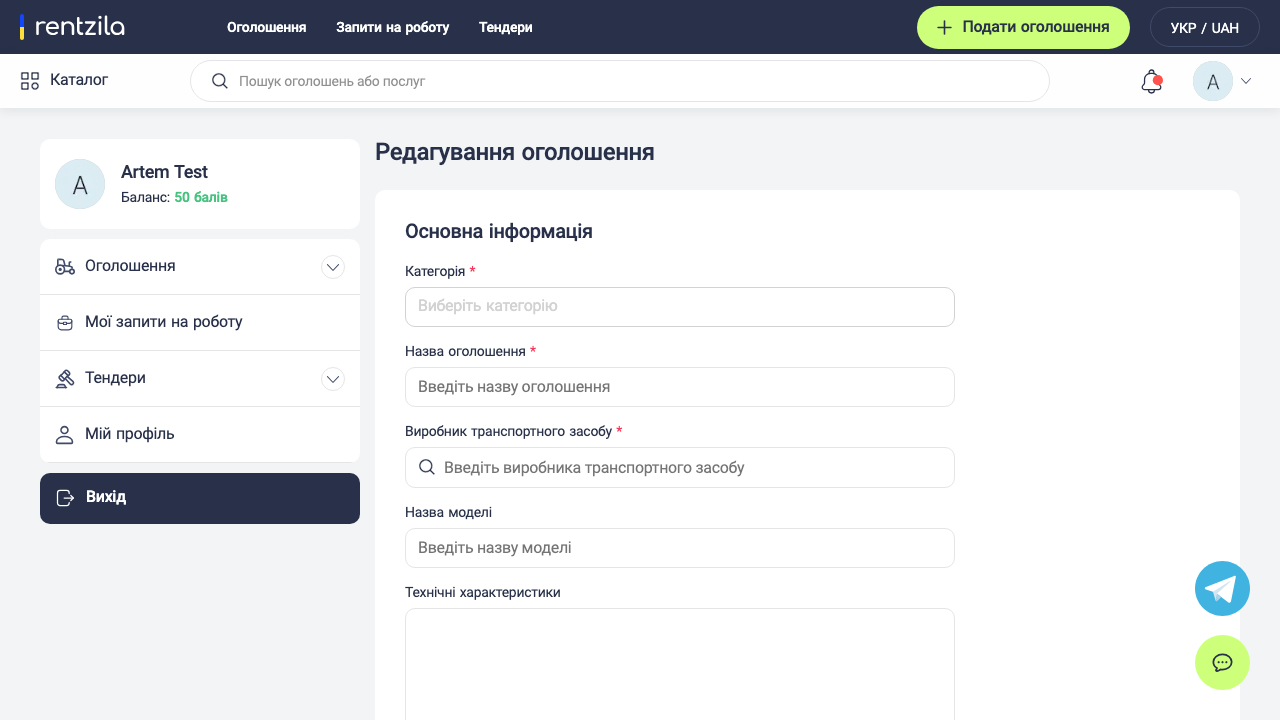 rentzila
Оголошення
Запити на роботу
Тендери
Подати оголошення
УКР / UAH
Каталог
Пошук оголошень або послуг
A
A
Artem Test
Баланс: 50 балів
Оголошення
Мої запити на роботу
Тендери
Мій профіль
Вихід
Редагування оголошення
Основна інформація
Категорія *
Виберіть категорію
Назва оголошення *
Введіть назву оголошення
Виробник транспортного засобу *
Введіть виробника транспортного засобу
Назва моделі
Введіть назву моделі
Технічні характеристики